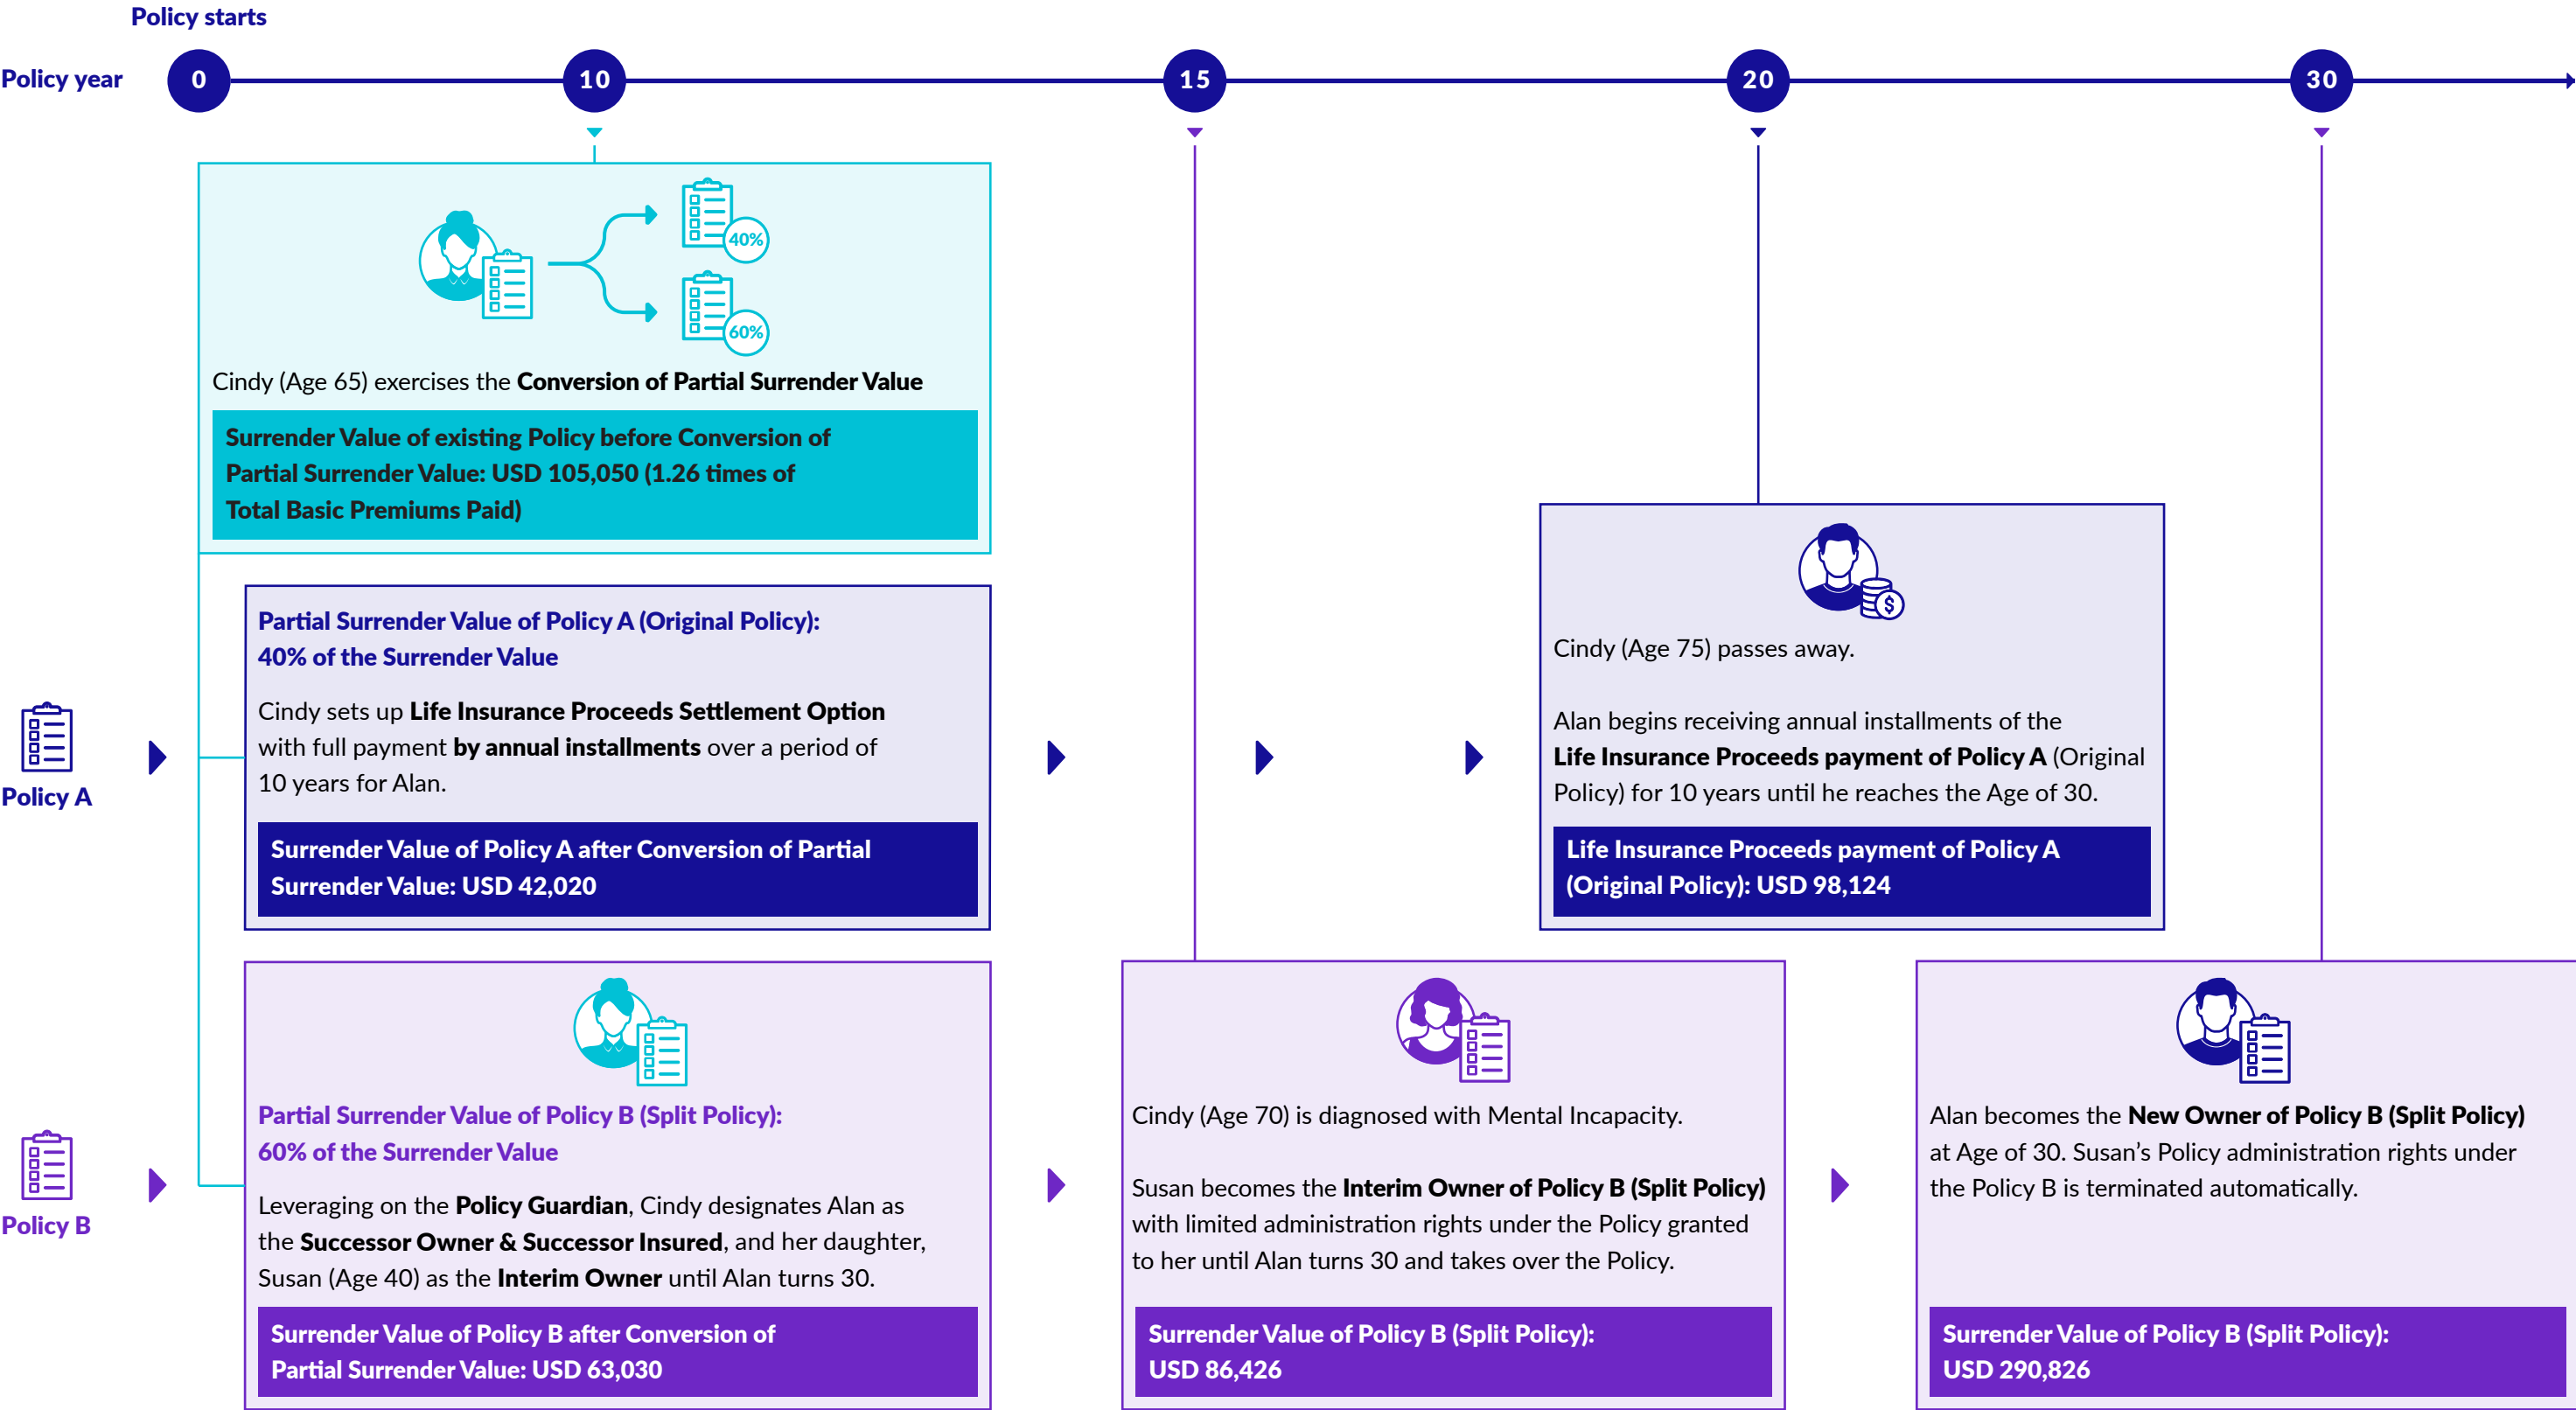 Policy starts
Policy year
0
10
15
20
30
40%
60%
Cindy (Age 65) exercises the Conversion of Partial Surrender Value
Surrender Value of existing Policy before Conversion of
Partial Surrender Value: USD 105,050 (1.26 times of
Total Basic Premiums Paid)
Policy A
Partial Surrender Value of Policy A (Original Policy):
40% of the Surrender Value
Cindy sets up Life Insurance Proceeds Settlement Option
with full payment by annual installments over a period of
10 years for Alan.
Surrender Value of Policy A after Conversion of Partial
Surrender Value: USD 42,020
$
Cindy (Age 75) passes away.
Alan begins receiving annual installments of the
Life Insurance Proceeds payment of Policy A (Original
Policy) for 10 years until he reaches the Age of 30.
Life Insurance Proceeds payment of Policy A
(Original Policy): USD 98,124
Policy B
Partial Surrender Value of Policy B (Split Policy):
60% of the Surrender Value
Leveraging on the Policy Guardian, Cindy designates Alan as
the Successor Owner & Successor Insured, and her daughter,
Susan (Age 40) as the Interim Owner until Alan turns 30.
Surrender Value of Policy B after Conversion of
Partial Surrender Value: USD 63,030
Cindy (Age 70) is diagnosed with Mental Incapacity.
Susan becomes the Interim Owner of Policy B (Split Policy)
with limited administration rights under the Policy granted
to her until Alan turns 30 and takes over the Policy.
Surrender Value of Policy B (Split Policy):
USD 86,426
Alan becomes the New Owner of Policy B (Split Policy)
at Age of 30. Susan's Policy administration rights under
the Policy B is terminated automatically.
Surrender Value of Policy B (Split Policy):
USD 290,826